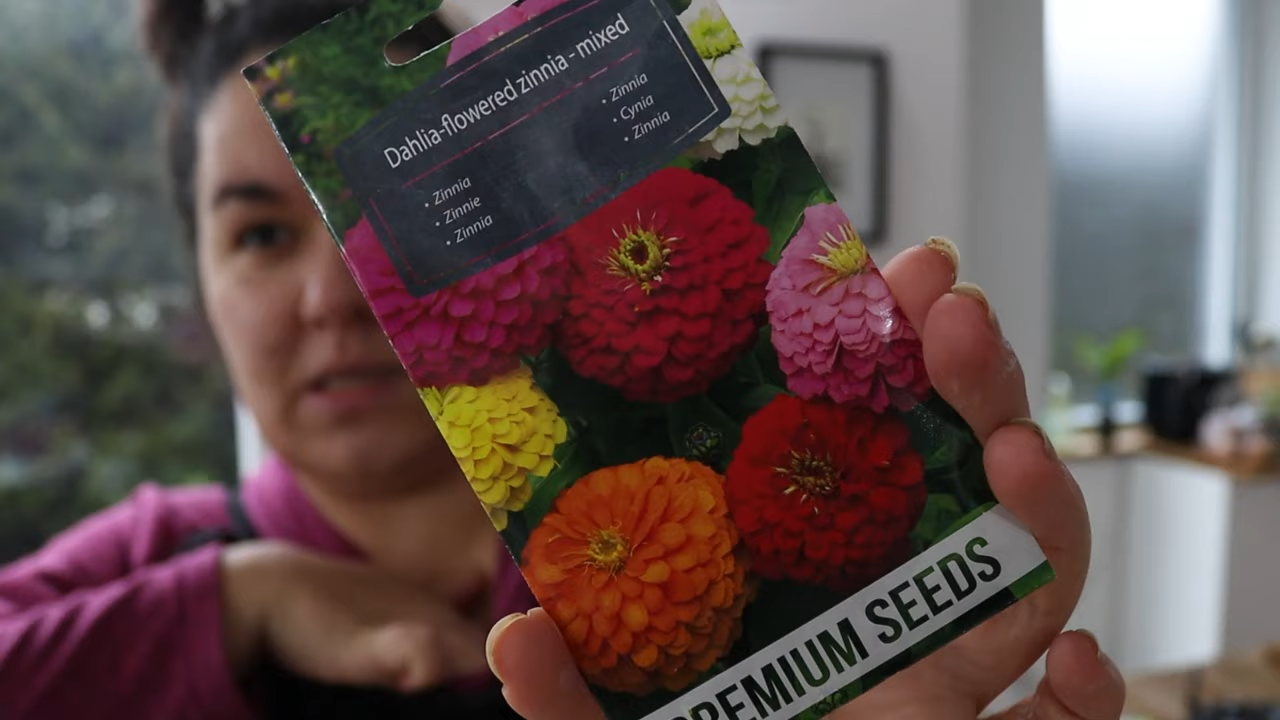 Dahlia-flowered zinnia - mixed
• Zinnia
• Zinnie
• Zinnia
• Zinnia
• Cynia
• Zinnia
PREMIUM SEEDS